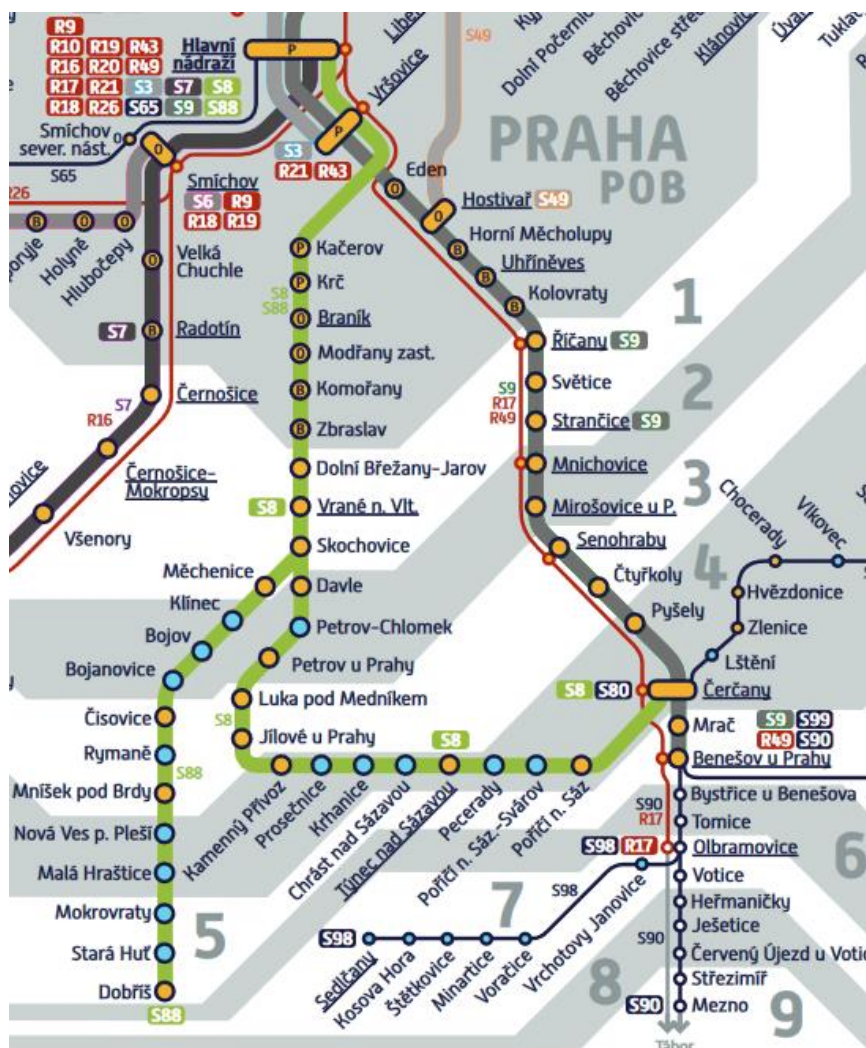 R9
R10 R19 R43
R16 R20 R49
R17 R21 S3 S7 S8
R18 R26 S65 S9 S88
Hlavní
nádraží
P
S49
Klánovice
Vršovice
P
S3
R21 R43
PRAHA
POB
Smíchov
sever. nást.
O
S65
O
R26
Smíchov
S6 R9
R18 R19
Eden
O
Hostivař S49
O
Horní Měcholupy
B
Uhříněves
B
Kolovraty
B
B
Holyně
O
Hlubočepy
O
Velká
Chuchle
O
S7 Radotín
B
Černošice
S7
R16
Černošice-
Mokropsy
Všenory
Kačerov
P
Krč
P
S8
S88
Braník
O
Modřany zast.
O
Komořany
B
Zbraslav
B
Dolní Břežany-Jarov
S8 Vrané n. Vlt.
Skochovice
Davle
Petrov-Chlomek
Petrov u Prahy
Luka pod Medníkem
S8
Jílové u Prahy
1
Říčany S9
Světice
S9
R17
R49
Strančice S9
2
Mnichovice
3
Mirošovice u P.
Senohraby
Čtyřkoly
4
Pyšely
Chocerady
Vlkovec
Hvězdonice
Zlenice
Lštění
S8 S80 Čerčany
Mrač
S9 S99
R49 S90
Benešov u Prahy
Měchenice
Klínec
Bojov
Bojanovice
Čisovice
Rymaně
S88
Mníšek pod Brdy
Nová Ves p. Pleší
Malá Hraštice
Mokrovraty
5
Stará Huť
Dobříš
S88
Kamenný Přívoz
Prosečnice
Krhanice
Chrást nad Sázavou
S8
Týnec nad Sázavou
Pecerady
Poříčí n. Sáz.-Svárov
Poříčí n. Sáz
Bystřice u Benešova
S90
R17
Tomice
S98 R17 Olbramovice
6
Votice
Heřmaničky
Ješetice
S90
Červený Újezd u Votic
Střezimíř
S90 Mezno
8
9
Tábor
7
S98
S98
Sedlčany
Kosova Hora
Štětkovice
Minartice
Voračice
Vrchotovy Janovice